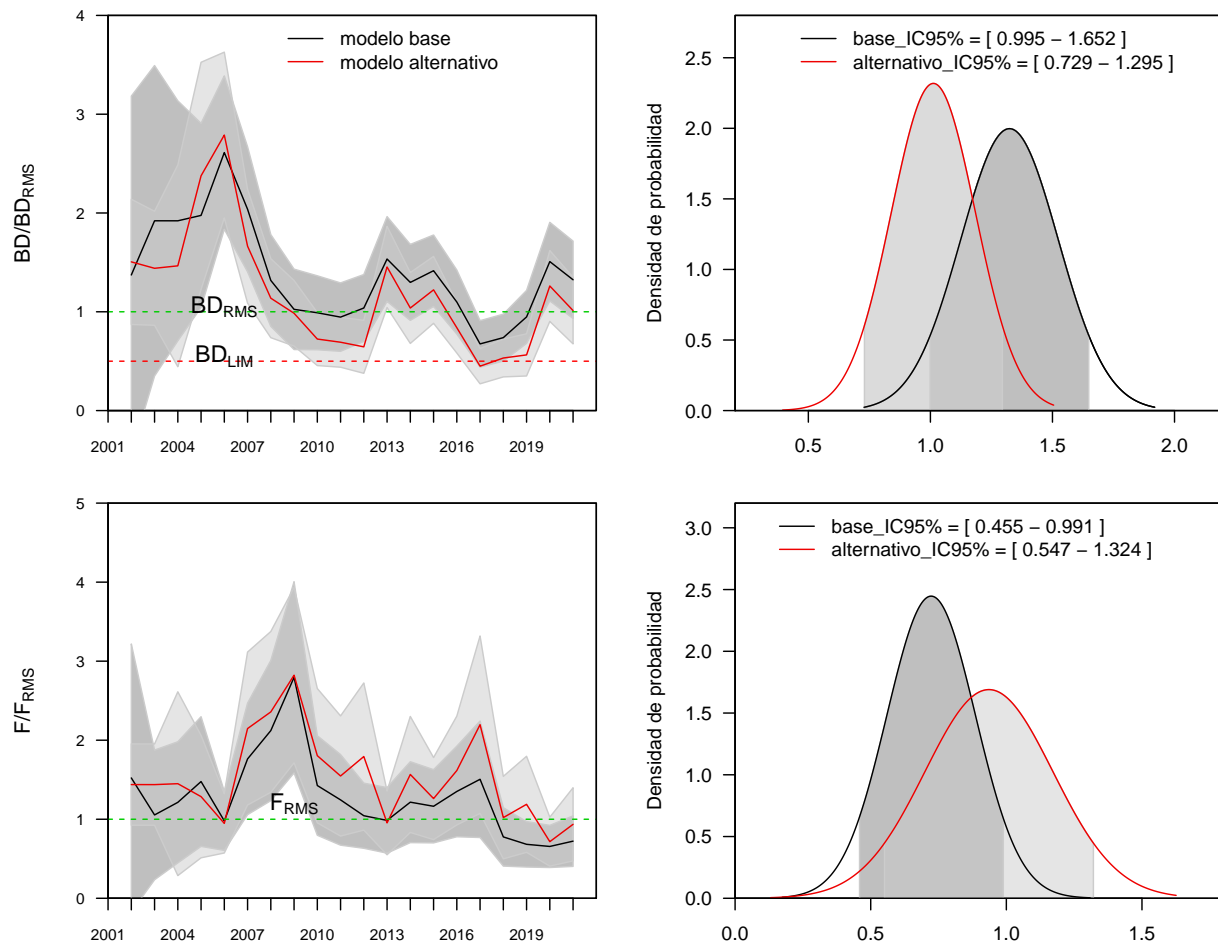 modelo base
modelo alternativo
BD/BD_RMS
4
3
2
1
0
BD_RMS
BD_LIM
2001 2004 2007 2010 2013 2016 2019
base_IC95% = [ 0.995 − 1.652 ]
alternativo_IC95% = [ 0.729 − 1.295 ]
Densidad de probabilidad
2.5
2.0
1.5
1.0
0.5
0.0
0.5 1.0 1.5 2.0
F/F_RMS
5
4
3
2
1
0
F_RMS
2001 2004 2007 2010 2013 2016 2019
base_IC95% = [ 0.455 − 0.991 ]
alternativo_IC95% = [ 0.547 − 1.324 ]
Densidad de probabilidad
3.0
2.5
2.0
1.5
1.0
0.5
0.0
0.0 0.5 1.0 1.5